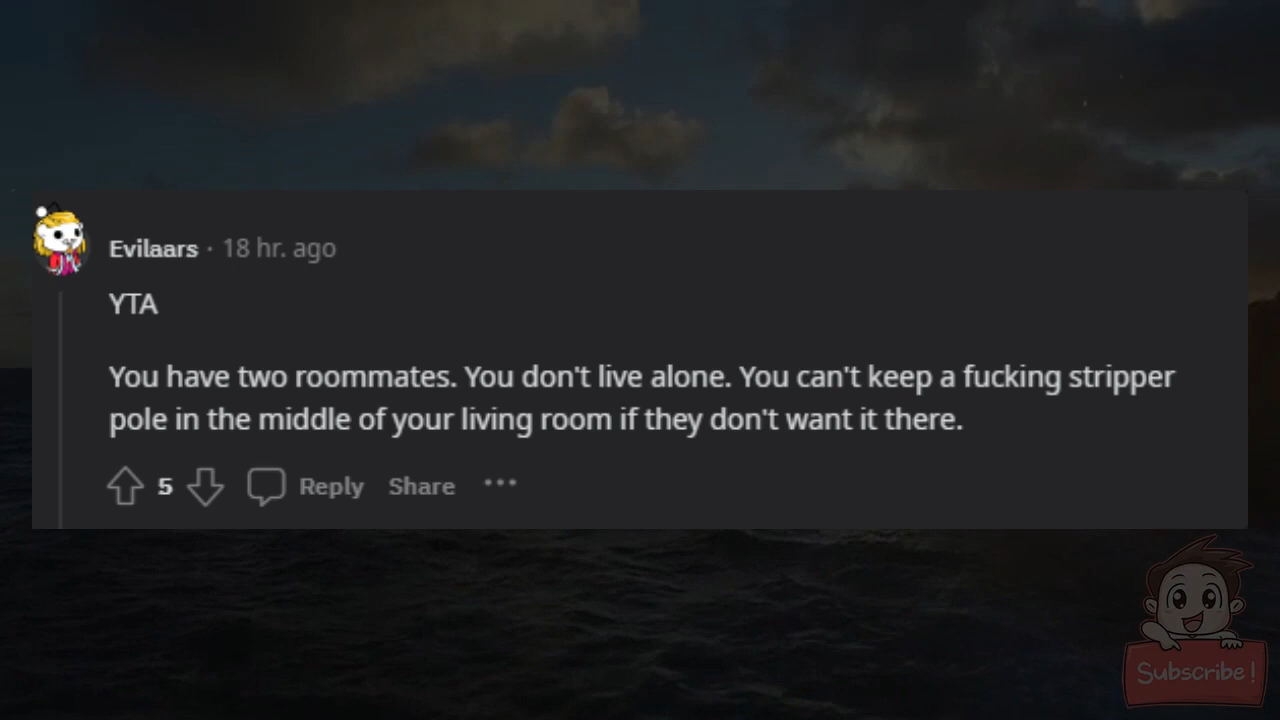 Evilaars · 18 hr. ago
YTA
You have two roommates. You don't live alone. You can't keep a fucking stripper
pole in the middle of your living room if they don't want it there.
5 Reply Share ···
Subscribe!